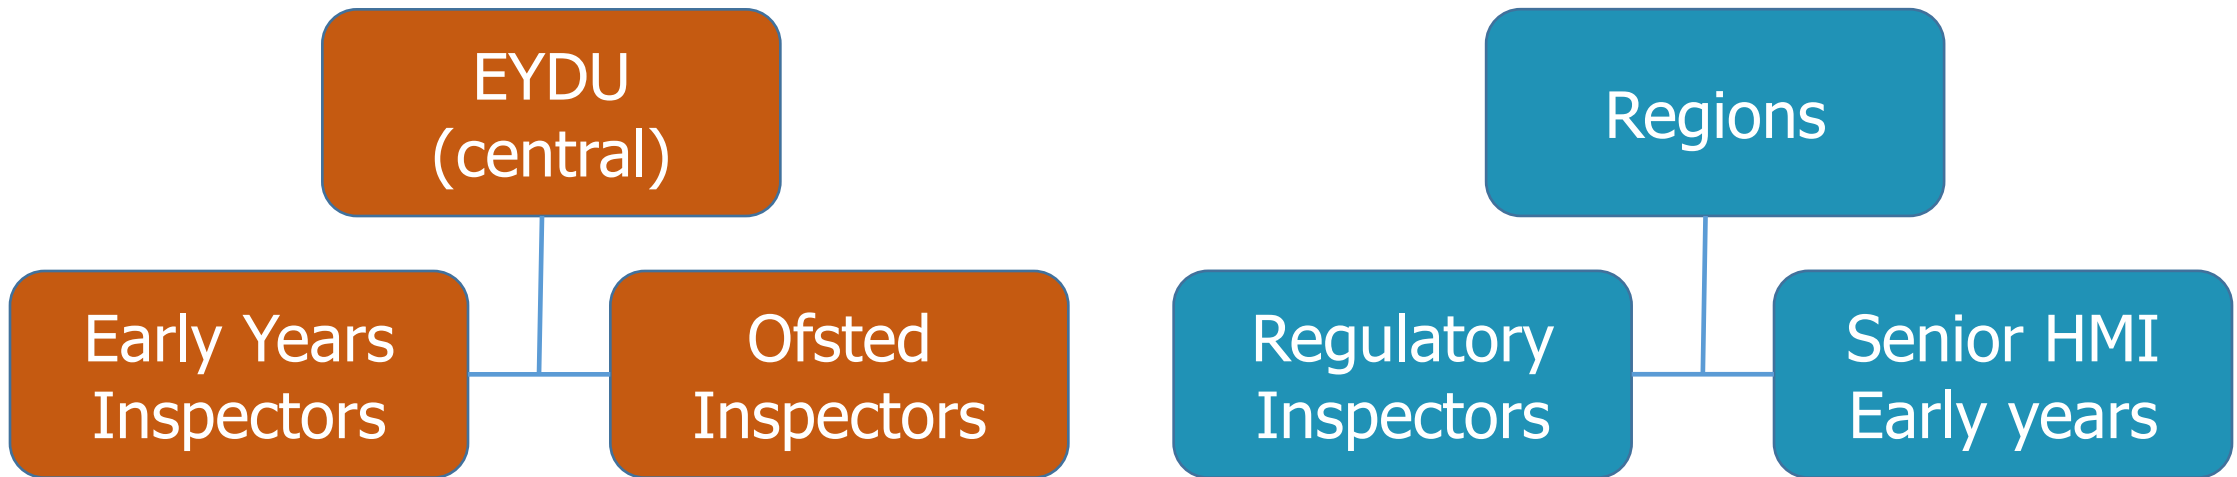 EYDU
(central)
Regions
Early Years
Inspectors
Ofsted
Inspectors
Regulatory
Inspectors
Senior HMI
Early years